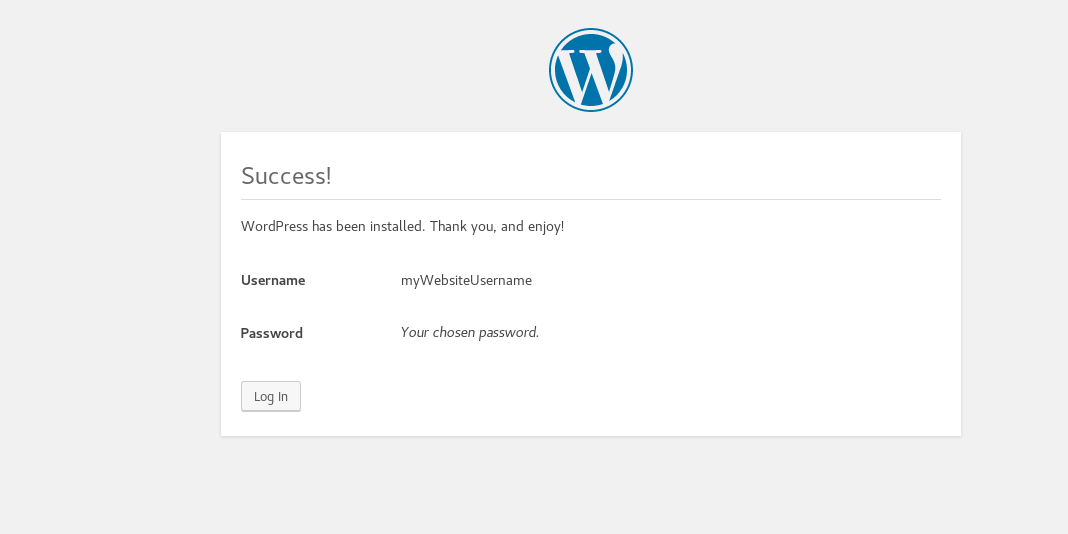 Success!
WordPress has been installed. Thank you, and enjoy!
Username myWebsiteUsername
Password Your chosen password.
Log In